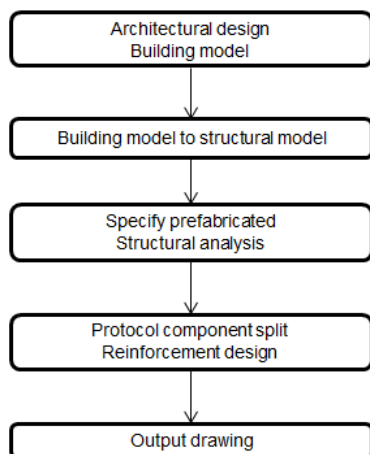 Architectural design
Building model
Building model to structural model
Specify prefabricated
Structural analysis
Protocol component split
Reinforcement design
Output drawing